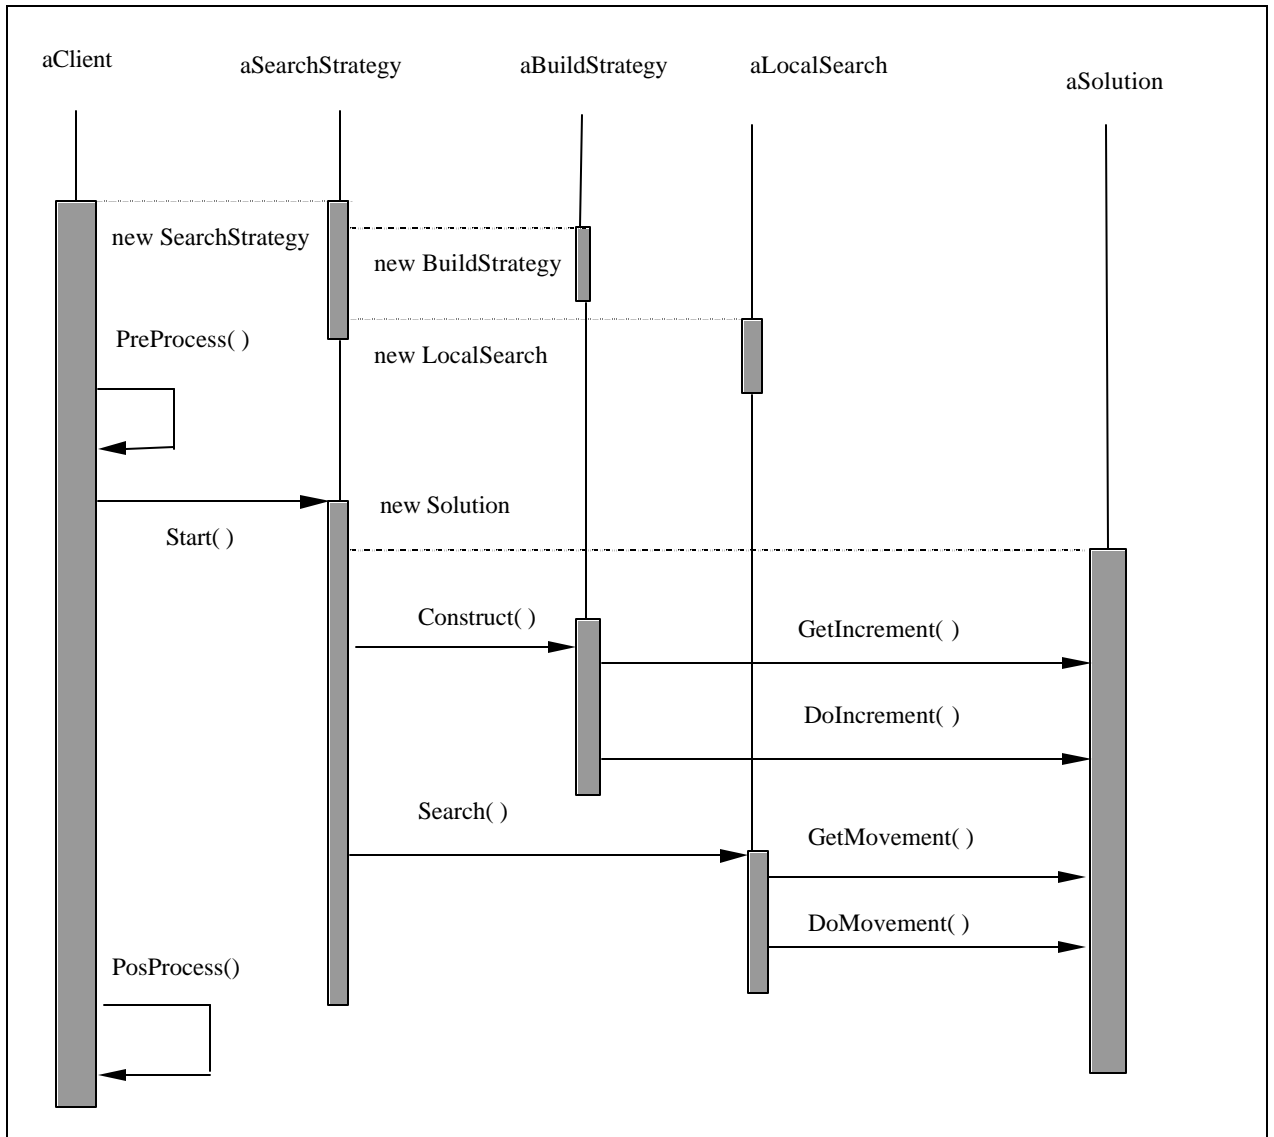 aClient
aSearchStrategy
aBuildStrategy
aLocalSearch
aSolution
new SearchStrategy
new BuildStrategy
PreProcess( )
new LocalSearch
new Solution
Start( )
Construct( )
GetIncrement( )
DoIncrement( )
Search( )
GetMovement( )
DoMovement( )
PosProcess()